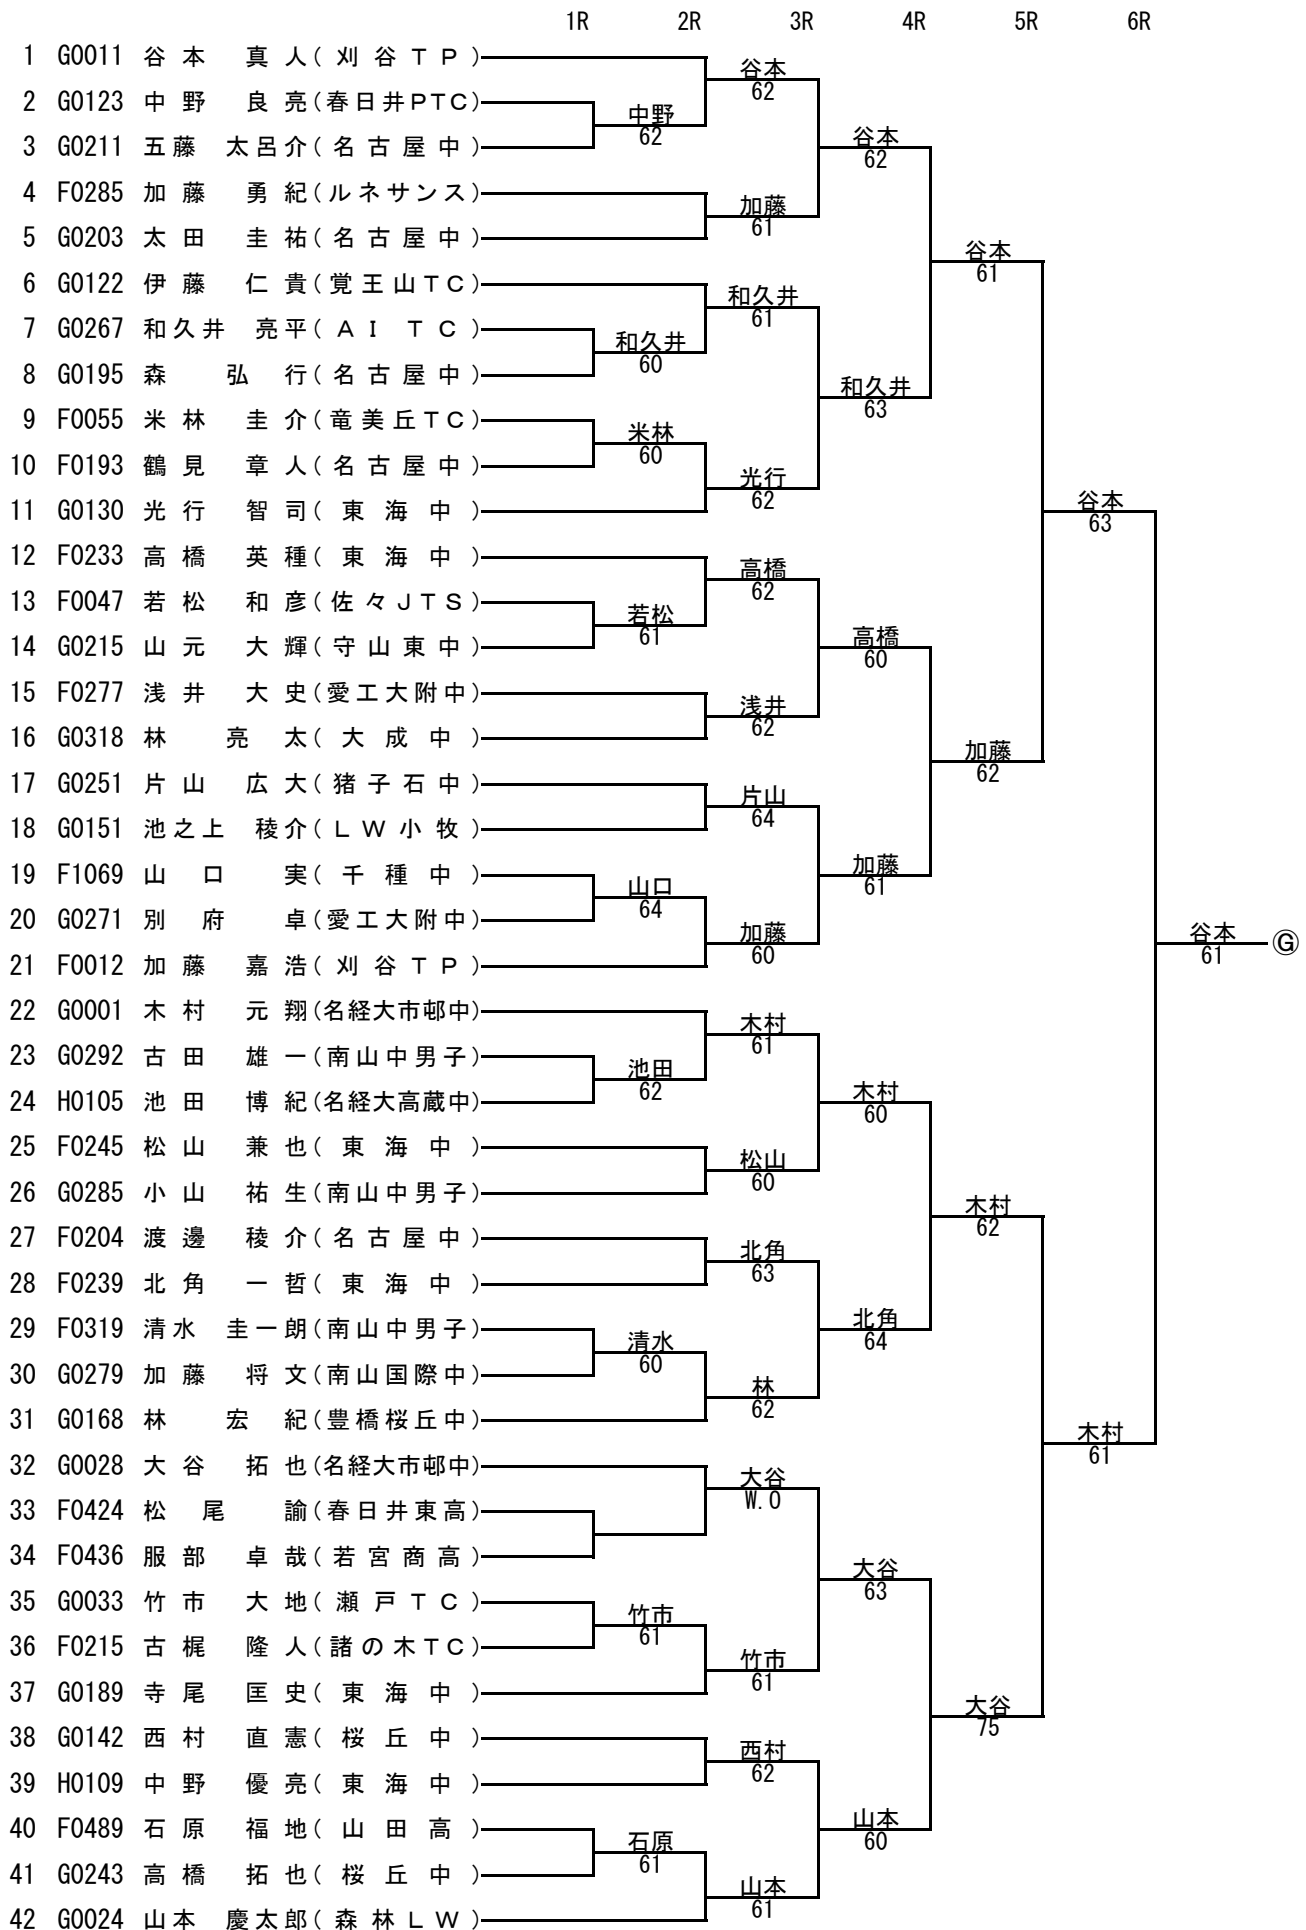 1R 2R 3R 4R 5R 6R
1 G0011 谷本 真人(刈谷TP)
谷本
62
2 G0123 中野 良亮(春日井PTC)
中野
62
3 G0211 五藤 太呂介(名古屋中)
谷本
62
4 F0285 加藤 勇紀(ルネサンス)
加藤
61
5 G0203 太田 圭祐(名古屋中)
谷本
61
6 G0122 伊藤 仁貴(覚王山TC)
和久井
61
7 G0267 和久井 亮平(AI TC)
和久井
60
8 G0195 森 弘行(名古屋中)
和久井
63
9 F0055 米林 圭介(竜美丘TC)
米林
60
10 F0193 鶴見 章人(名古屋中)
光行
62
11 G0130 光行 智司(東海中)
谷本
63
12 F0233 高橋 英種(東海中)
高橋
62
13 F0047 若松 和彦(佐々JTS)
若松
61
14 G0215 山元 大輝(守山東中)
高橋
60
15 F0277 浅井 大史(愛工大附中)
浅井
62
16 G0318 林 亮太(大成中)
加藤
62
17 G0251 片山 広大(猪子石中)
片山
64
18 G0151 池之上 稜介(LW小牧)
加藤
61
19 F1069 山口 実(千種中)
山口
64
20 G0271 別府 卓(愛工大附中)
加藤
60
谷本
61
Ⓖ
21 F0012 加藤 嘉浩(刈谷TP)
22 G0001 木村 元翔(名経大市邨中)
木村
61
23 G0292 古田 雄一(南山中男子)
池田
62
24 H0105 池田 博紀(名経大高蔵中)
木村
60
25 F0245 松山 兼也(東海中)
松山
60
26 G0285 小山 祐生(南山中男子)
木村
62
27 F0204 渡邊 稜介(名古屋中)
北角
63
28 F0239 北角 一哲(東海中)
北角
64
29 F0319 清水 圭一朗(南山中男子)
清水
60
30 G0279 加藤 将文(南山国際中)
林
62
31 G0168 林 宏紀(豊橋桜丘中)
木村
61
32 G0028 大谷 拓也(名経大市邨中)
大谷
W.O
33 F0424 松尾 諭(春日井東高)
34 F0436 服部 卓哉(若宮商高)
大谷
63
35 G0033 竹市 大地(瀬戸TC)
竹市
61
36 F0215 古梶 隆人(諸の木TC)
竹市
61
37 G0189 寺尾 匡史(東海中)
大谷
75
38 G0142 西村 直憲(桜丘中)
西村
62
39 H0109 中野 優亮(東海中)
山本
60
40 F0489 石原 福地(山田高)
石原
61
41 G0243 高橋 拓也(桜丘中)
山本
61
42 G0024 山本 慶太郎(森林LW)